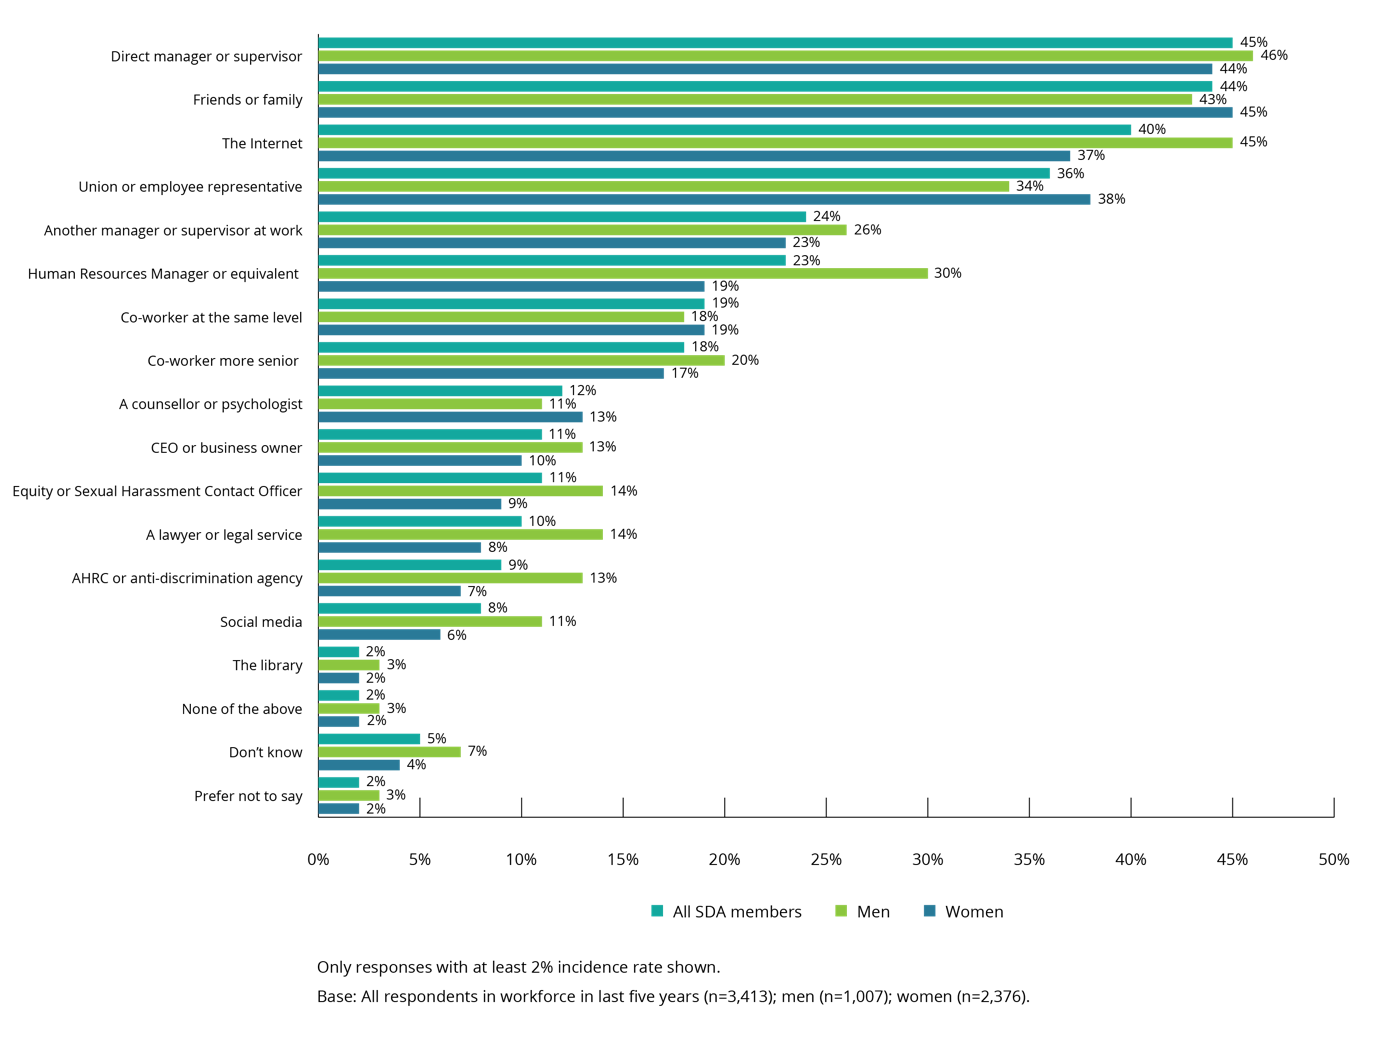 Direct manager or supervisor
45%
46%
44%
Friends or family
44%
43%
45%
The Internet
40%
45%
37%
Union or employee representative
36%
34%
38%
Another manager or supervisor at work
24%
26%
23%
Human Resources Manager or equivalent
23%
30%
19%
Co-worker at the same level
19%
18%
19%
Co-worker more senior
18%
20%
17%
A counsellor or psychologist
12%
11%
13%
CEO or business owner
11%
13%
10%
Equity or Sexual Harassment Contact Officer
11%
14%
9%
A lawyer or legal service
10%
14%
8%
AHRC or anti-discrimination agency
9%
13%
7%
Social media
8%
11%
6%
The library
2%
3%
2%
None of the above
2%
3%
2%
Don’t know
5%
7%
4%
Prefer not to say
2%
3%
2%
0% 5% 10% 15% 20% 25% 30% 35% 40% 45% 50%
All SDA members Men Women
Only responses with at least 2% incidence rate shown.
Base: All respondents in workforce in last five years (n=3,413); men (n=1,007); women (n=2,376).